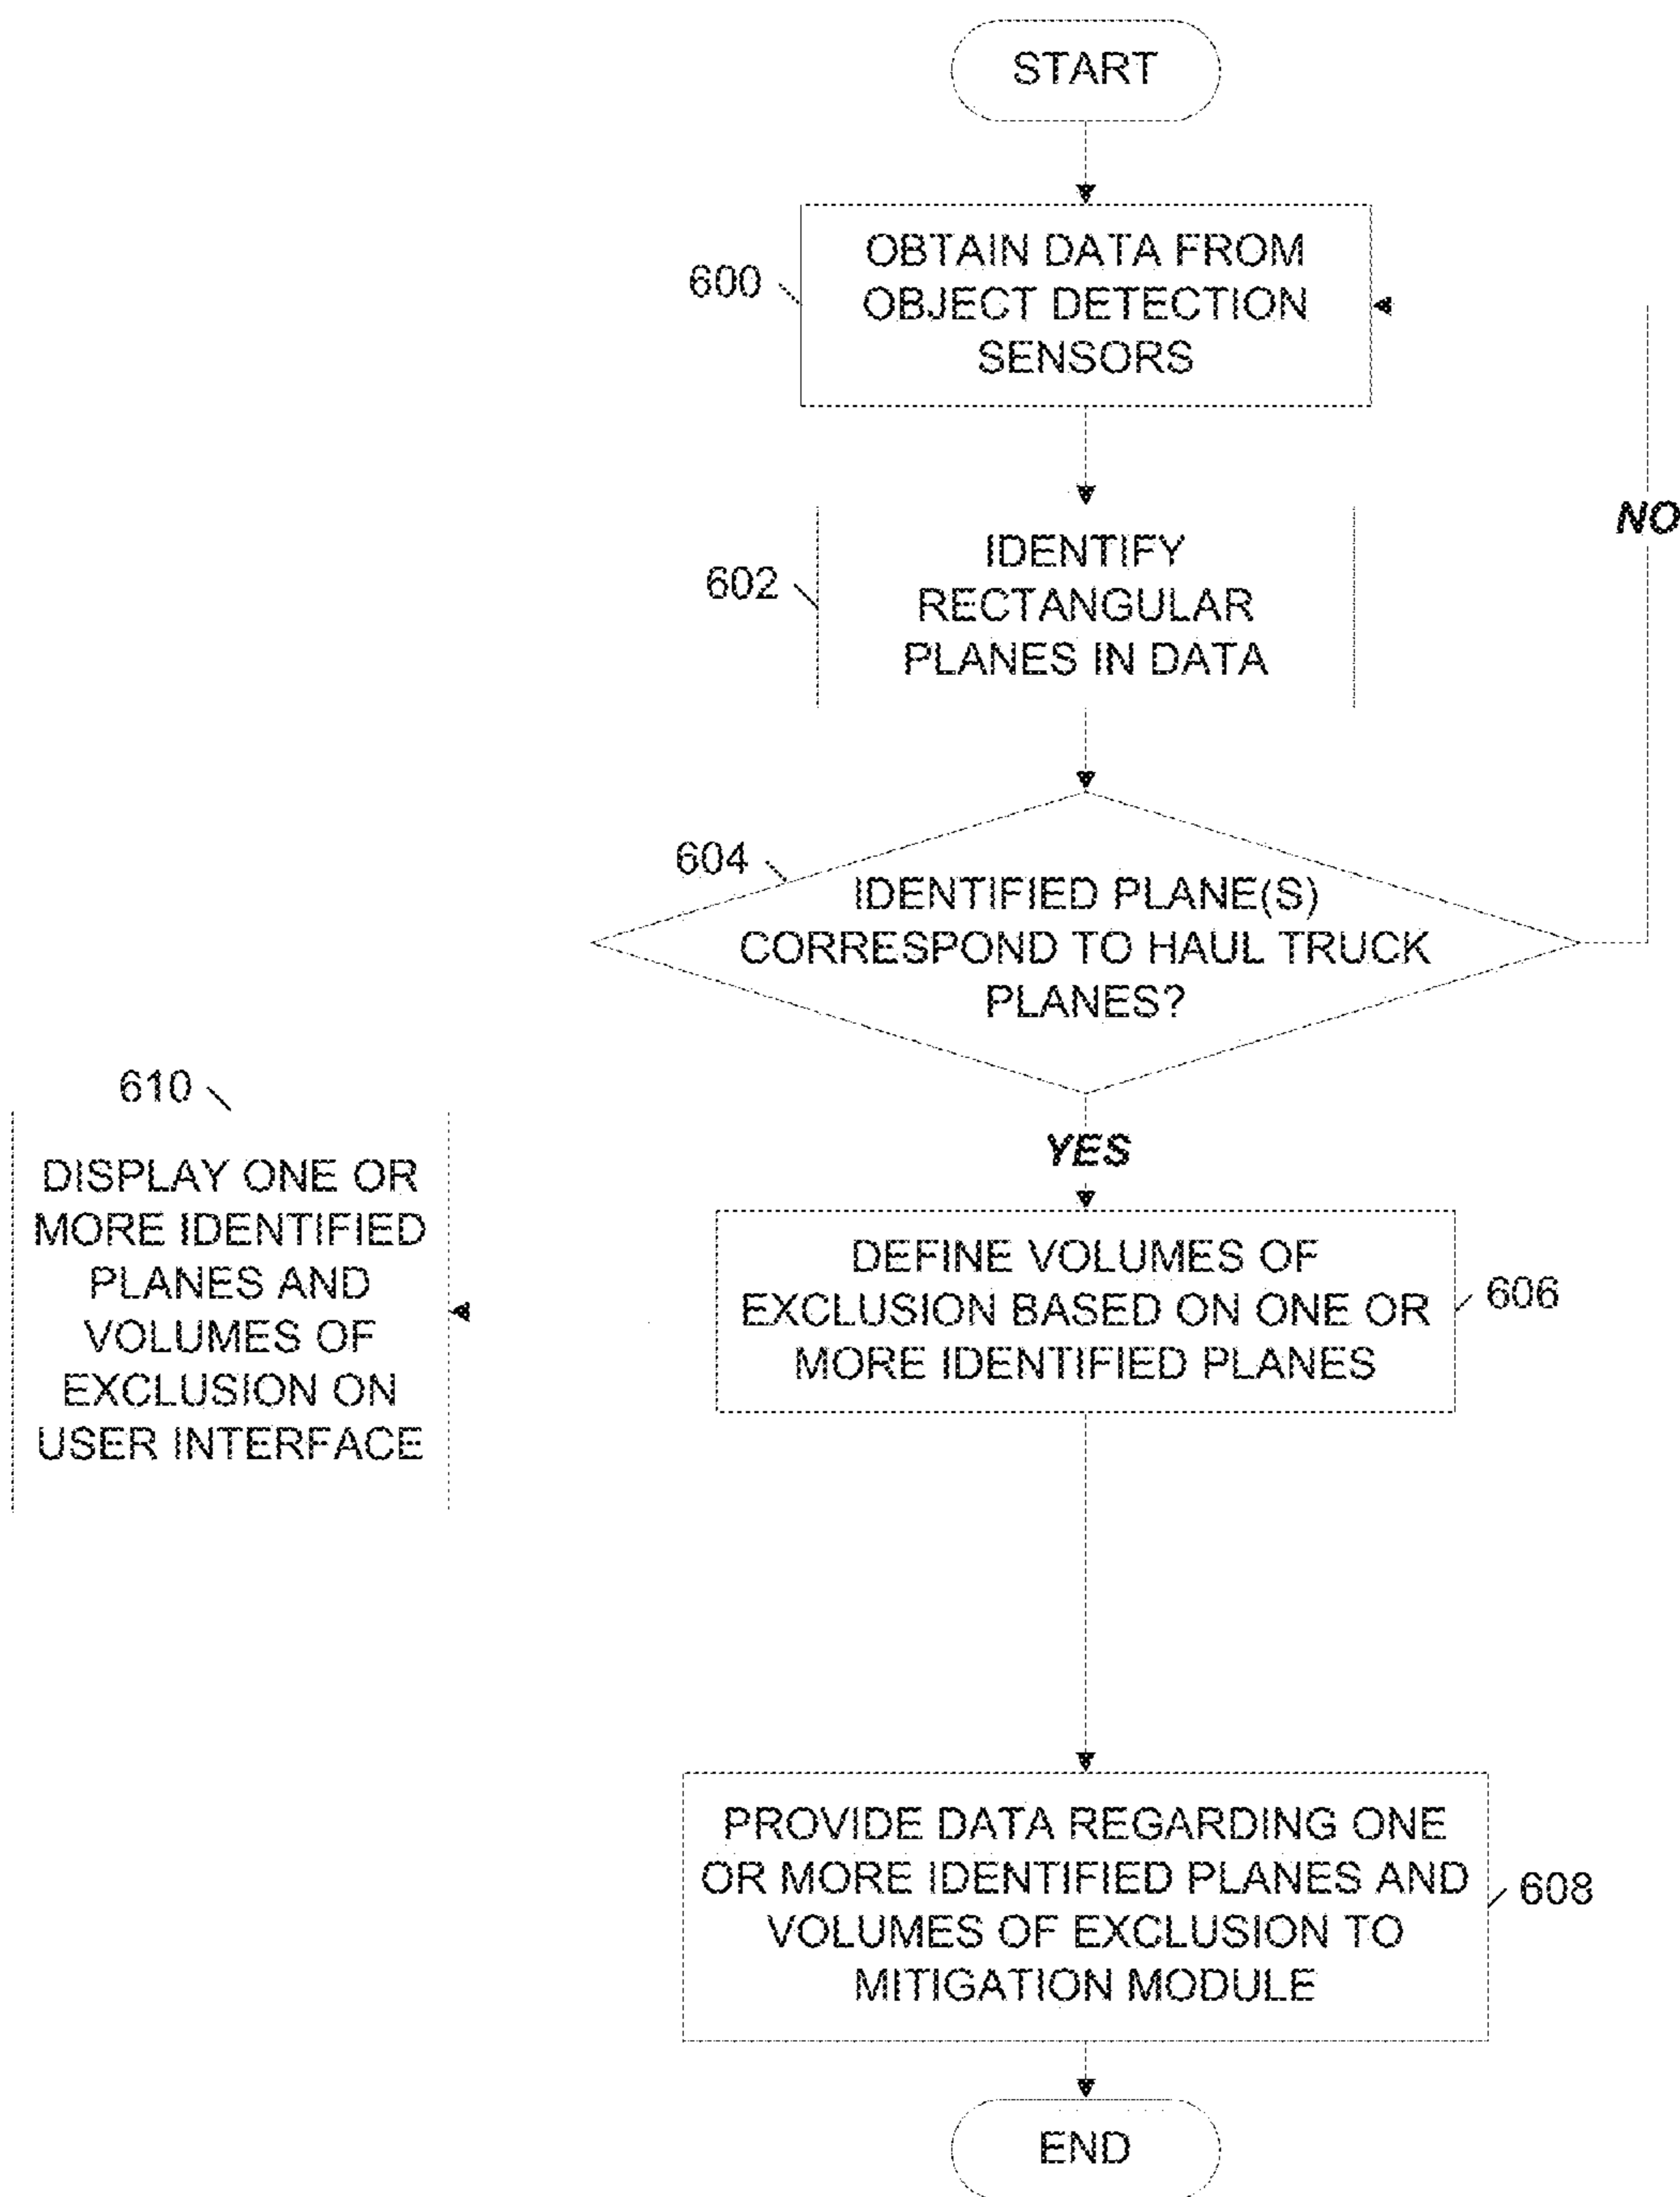 START
600
OBTAIN DATA FROM
OBJECT DETECTION
SENSORS
NO
602
IDENTIFY
RECTANGULAR
PLANES IN DATA
604
IDENTIFIED PLANE(S)
CORRESPOND TO HAUL TRUCK
PLANES?
YES
610
DISPLAY ONE OR
MORE IDENTIFIED
PLANES AND
VOLUMES OF
EXCLUSION ON
USER INTERFACE
DEFINE VOLUMES OF
EXCLUSION BASED ON ONE OR
MORE IDENTIFIED PLANES
606
PROVIDE DATA REGARDING ONE
OR MORE IDENTIFIED PLANES AND
VOLUMES OF EXCLUSION TO
MITIGATION MODULE
608
END